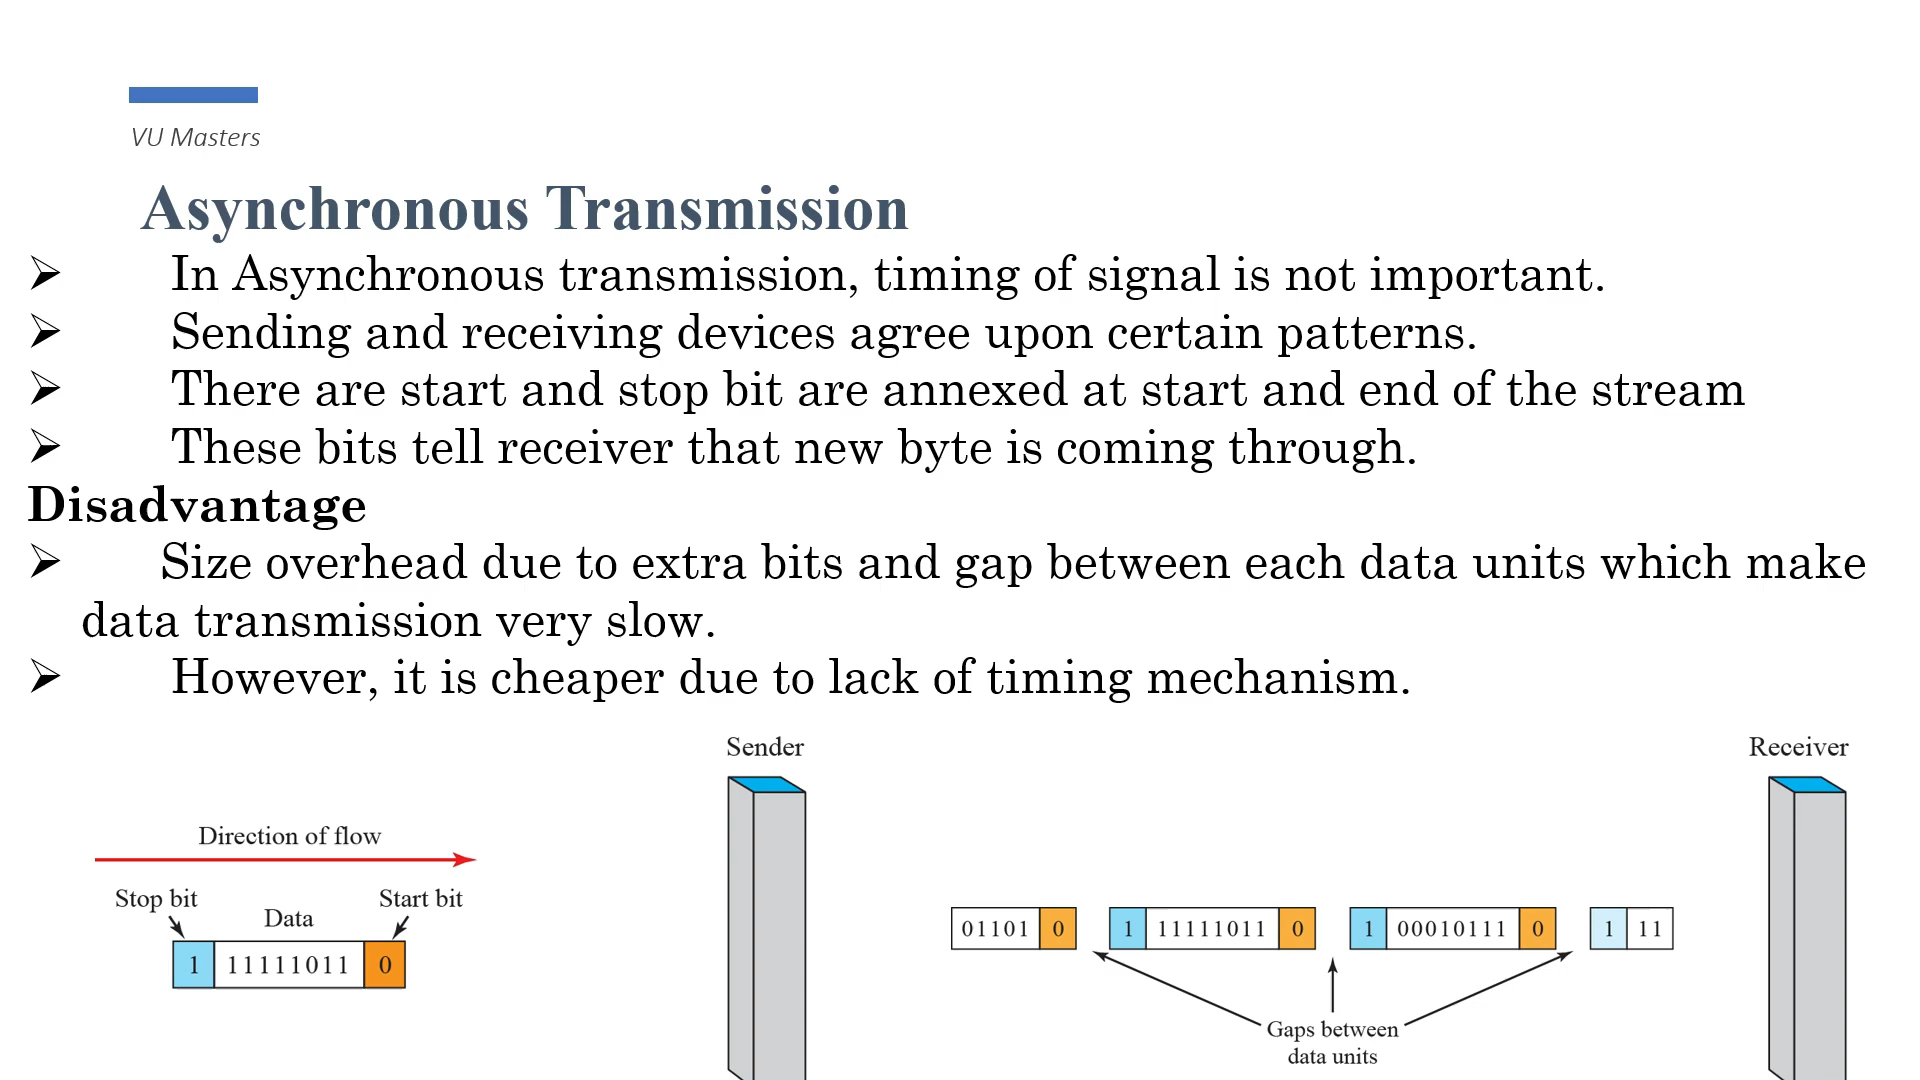 VU Masters
Asynchronous Transmission
➢ In Asynchronous transmission, timing of signal is not important.
➢ Sending and receiving devices agree upon certain patterns.
➢ There are start and stop bit are annexed at start and end of the stream
➢ These bits tell receiver that new byte is coming through.
Disadvantage
➢ Size overhead due to extra bits and gap between each data units which make
data transmission very slow.
➢ However, it is cheaper due to lack of timing mechanism.
Direction of flow
Stop bit
Data
Start bit
1 11111011 0
Sender
Receiver
01101 0 1 11111011 0 1 00010111 0 1 11
Gaps between
data units